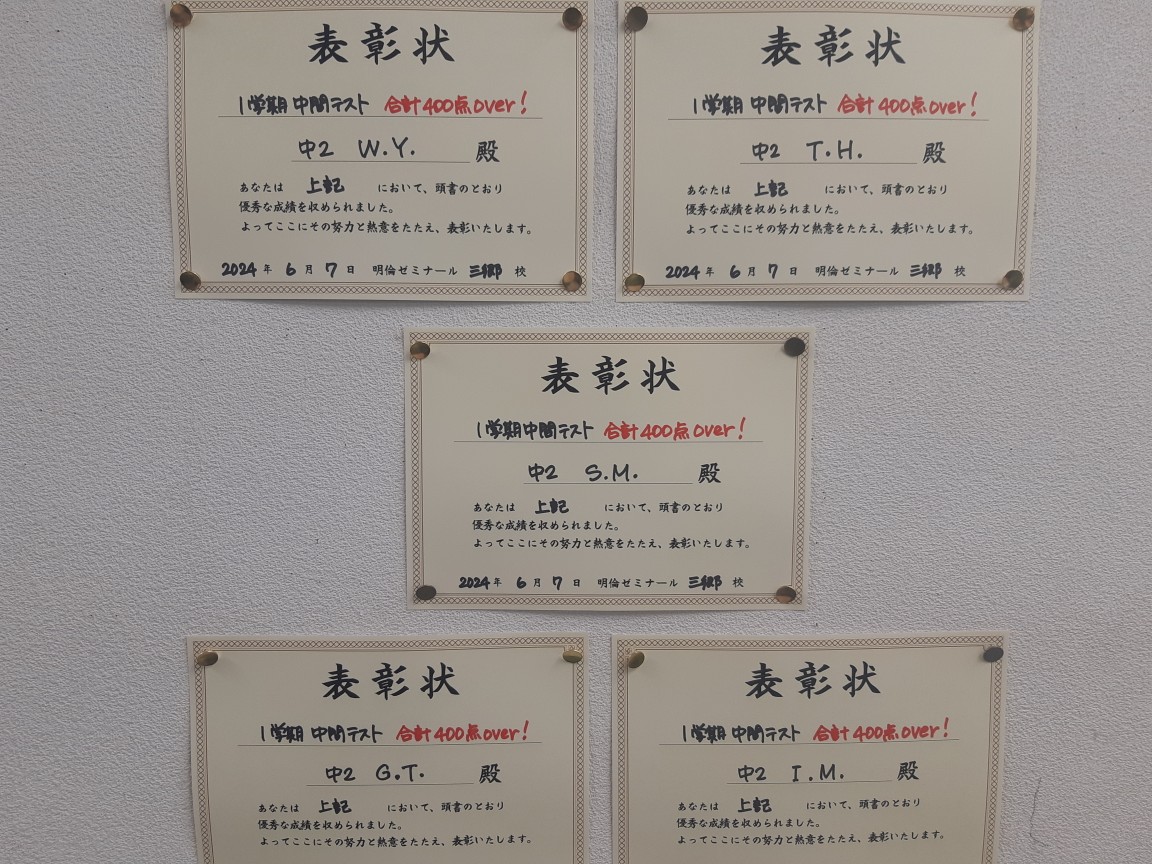 表彰状
1学期 中間テスト 合計400点over!
中2 W.Y. 殿
あなたは 上記 において、頭書のとおり
優秀な成績を収められました。
よってここにその努力と熱意をたたえ、表彰いたします。
2024年 6月 7日 明倫ゼミナール 三郷 校
表彰状
1学期 中間テスト 合計400点over!
中2 T.H. 殿
あなたは 上記 において、頭書のとおり
優秀な成績を収められました。
よってここにその努力と熱意をたたえ、表彰いたします。
2024年 6月 7日 明倫ゼミナール 三郷 校
表彰状
1学期中間テスト 合計400点over!
中2 S.M. 殿
あなたは 上記 において、頭書のとおり
優秀な成績を収められました。
よってここにその努力と熱意をたたえ、表彰いたします。
2024年 6月 7日 明倫ゼミナール 三郷 校
表彰状
1学期 中間テスト 合計400点over!
中2 G.T. 殿
あなたは 上記 において、頭書のとおり
優秀な成績を収められました。
よってここにその努力と熱意をたたえ、表彰いたします。
表彰状
1学期 中間テスト 合計400点over!
中2 I.M. 殿
あなたは 上記 において、頭書のとおり
優秀な成績を収められました。
よってここにその努力と熱意をたたえ、表彰いたします。